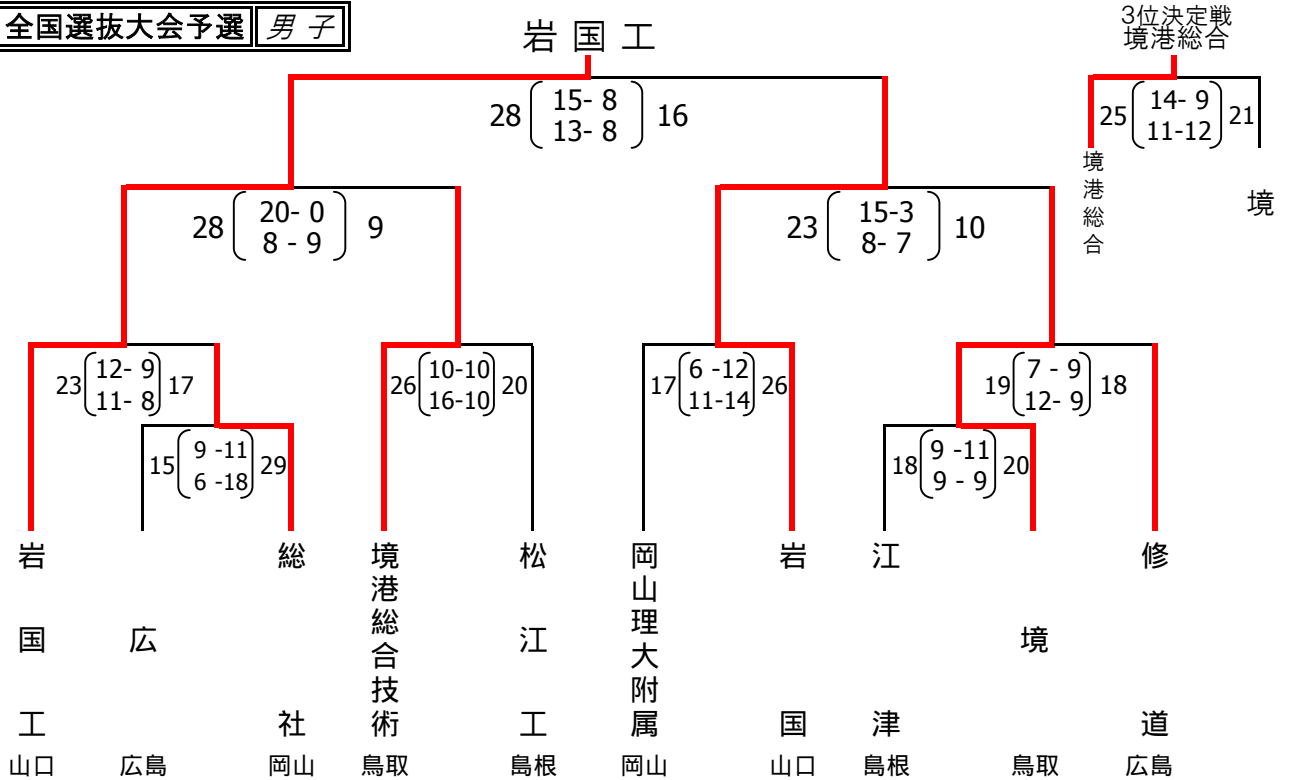 全国選抜大会予選 男 子
岩 国 工
3位決定戦
境港総合
28 15- 8 16
13- 8
25 14- 9 21
11-12
境港総合
境
28 20- 0 9
8 - 9
23 15-3 10
8- 7
23 12- 9 17
11- 8
26 10-10 20
16-10
17 6 -12 26
11-14
19 7 - 9 18
12- 9
15 9 -11 29
6 -18
18 9 -11 20
9 - 9
岩国工
広
総社
境港総合技術
松江工
岡山理大附属
岩国
江津
境
修道
山口 広島 岡山 鳥取 島根 岡山 山口 島根 鳥取 広島